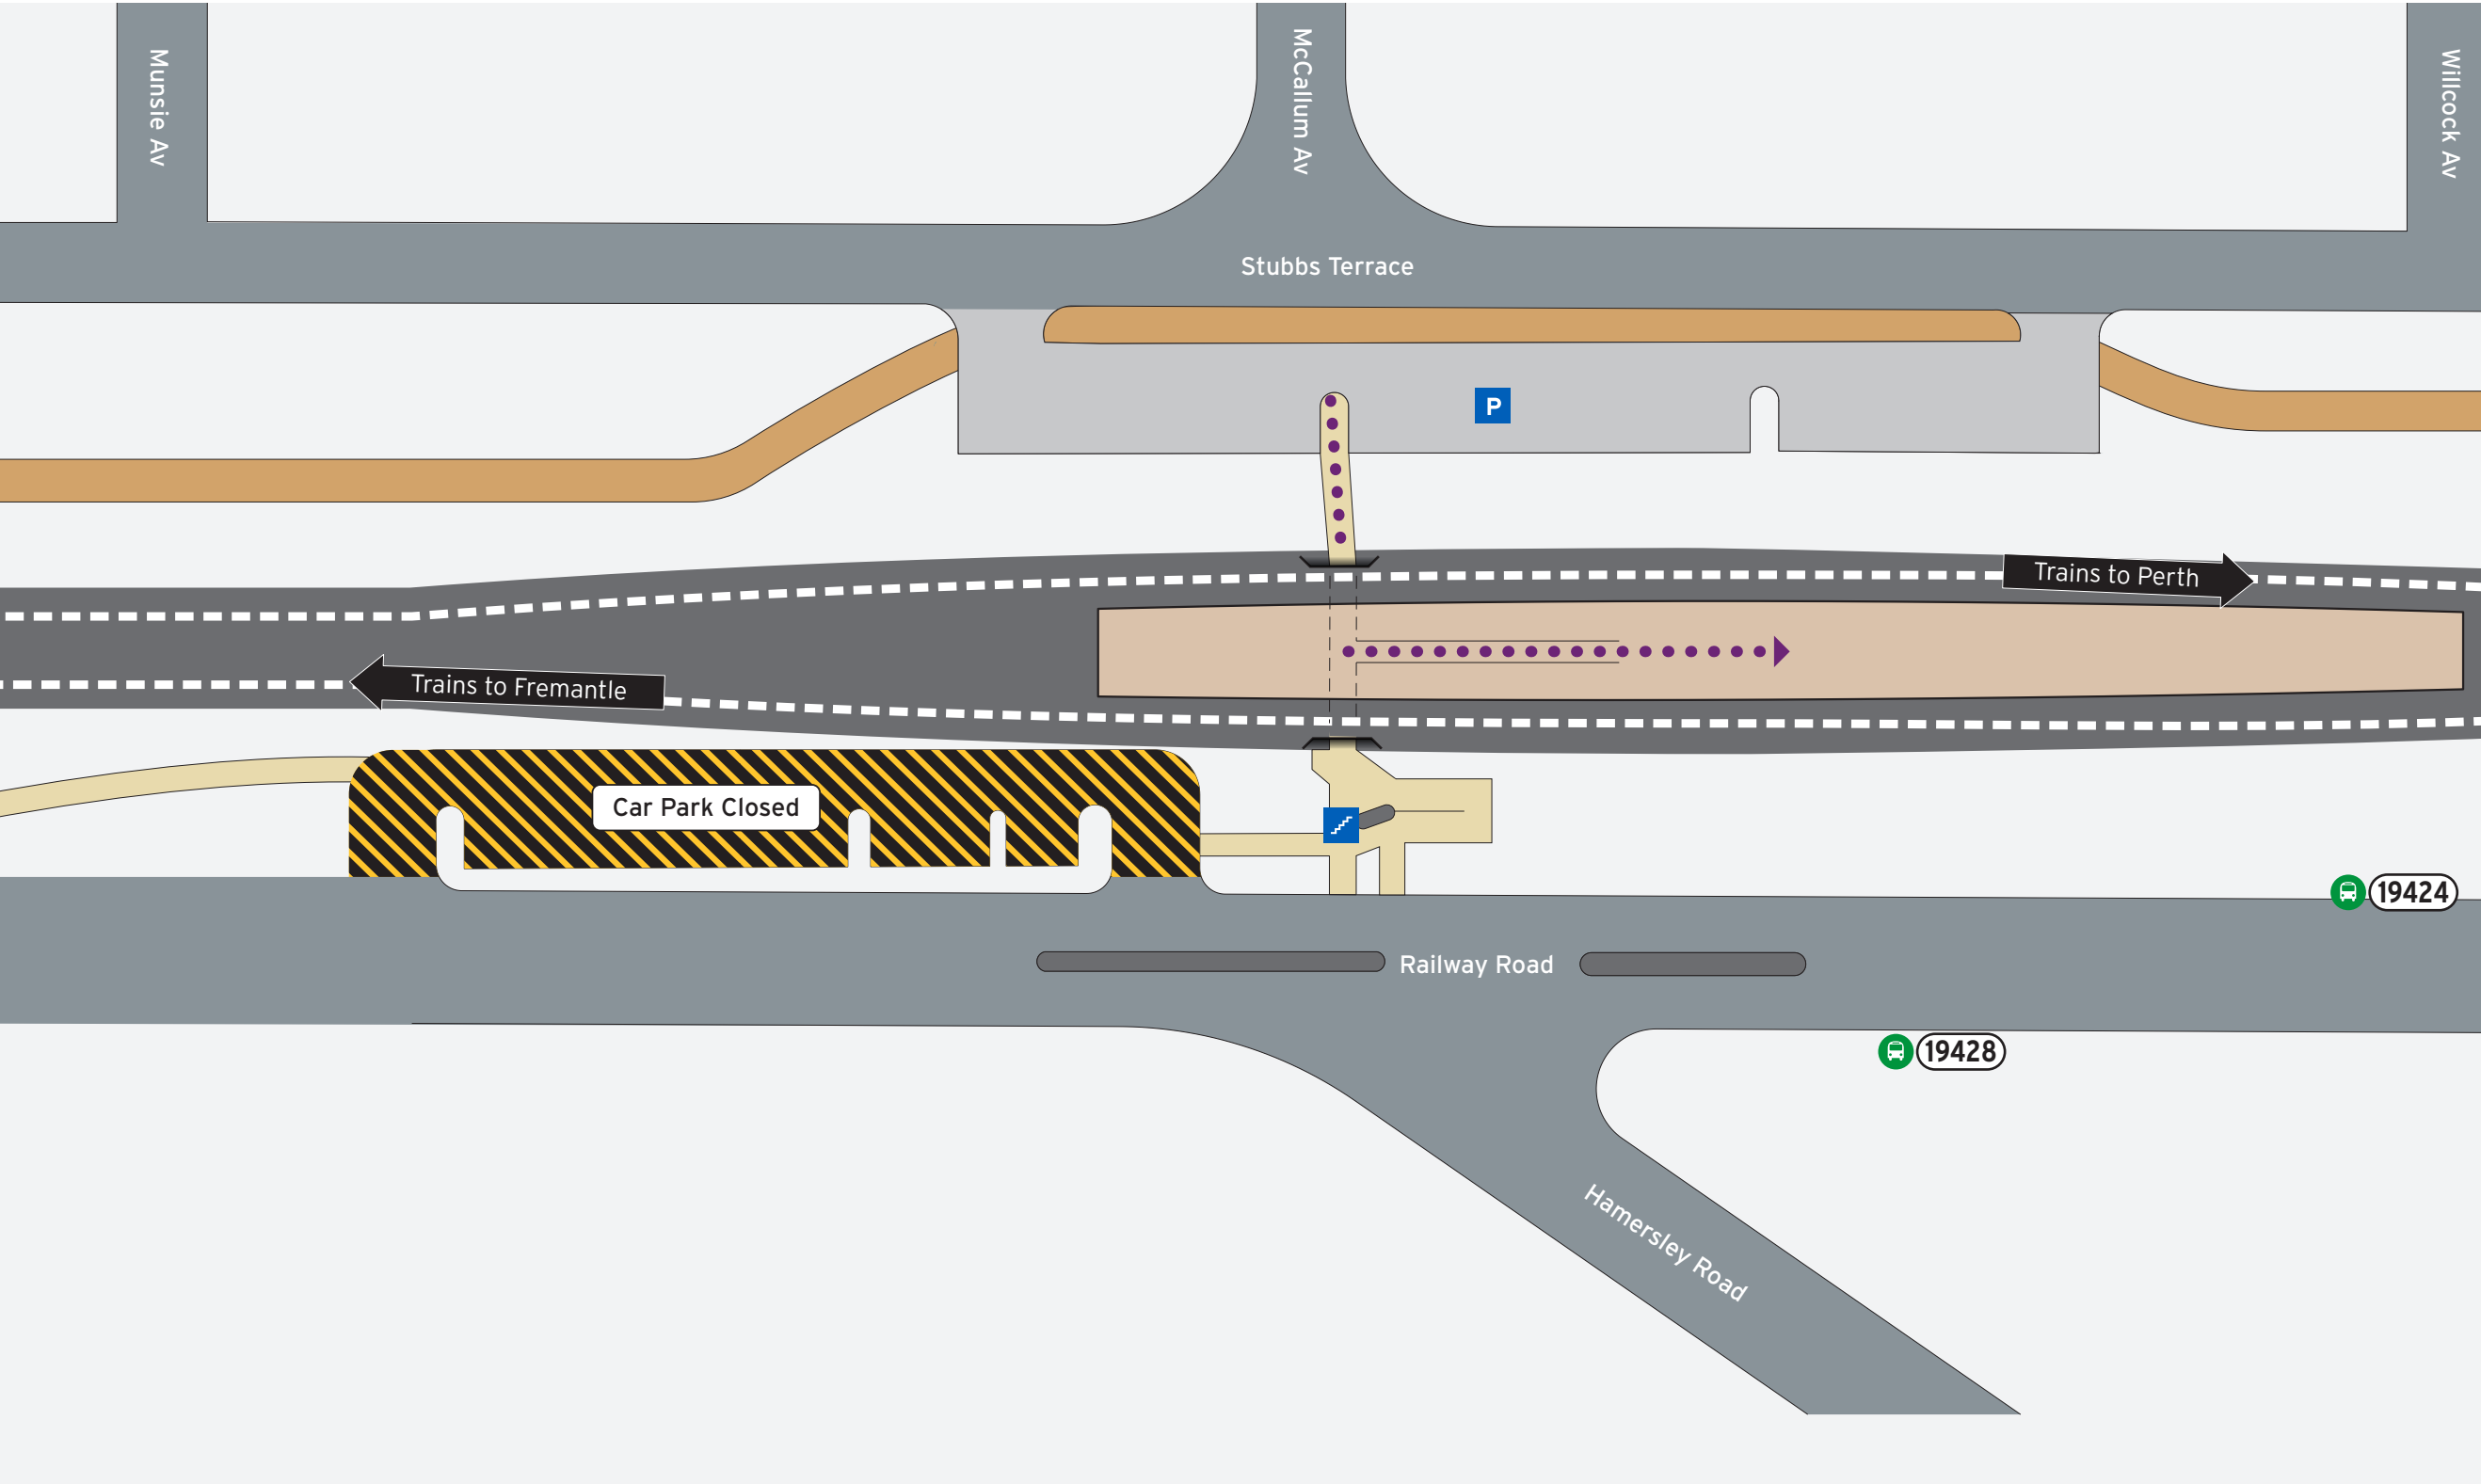 Munsie Av
McCallum Av
Willcock Av
Stubbs Terrace
P
Trains to Perth
Trains to Fremantle
Car Park Closed
19424
Railway Road
19428
Hamersley Road